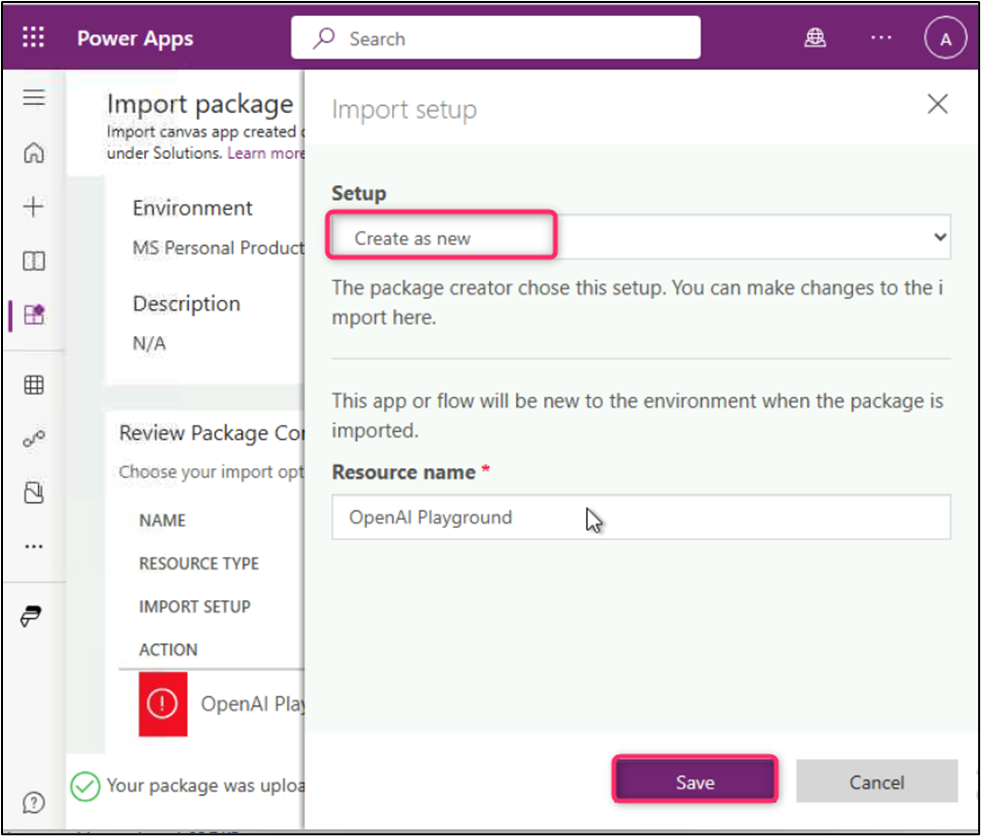 Power Apps
Search
A
Import package
Import canvas app created
under Solutions. Learn more
Environment
MS Personal Product
Description
N/A
Review Package Con
Choose your import opt
NAME
RESOURCE TYPE
IMPORT SETUP
ACTION
OpenAI Play
Your package was uploa
Import setup
Setup
Create as new
The package creator chose this setup. You can make changes to the i
mport here.
This app or flow will be new to the environment when the package is
imported.
Resource name *
OpenAI Playground
Save
Cancel